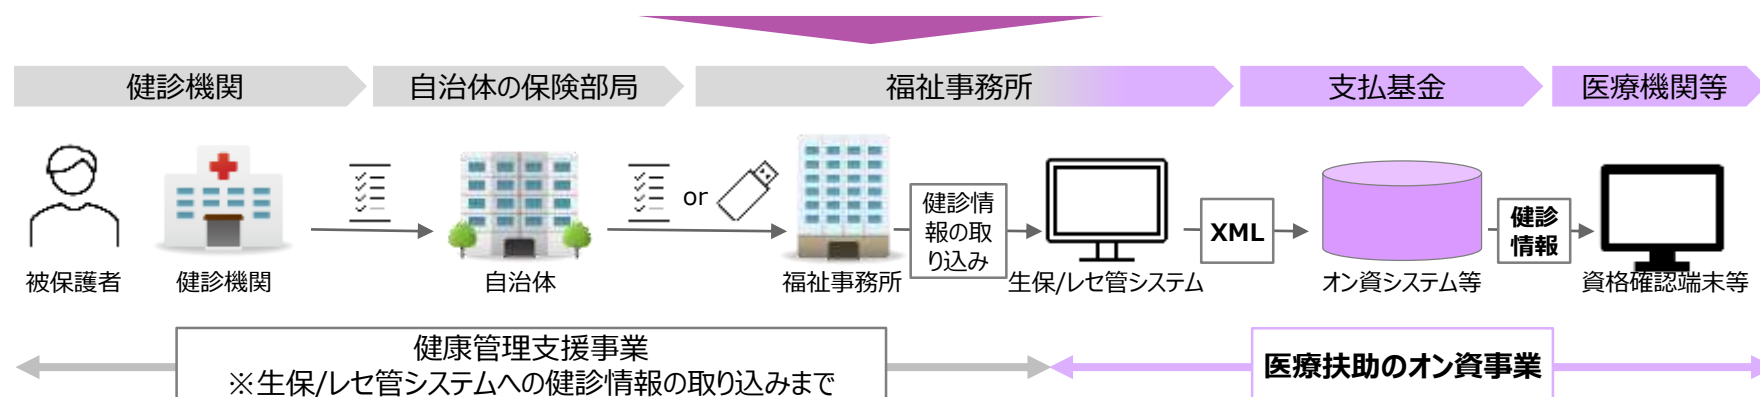 健診機関
自治体の保険部局
福祉事務所
支払基金
医療機関等
or
健診情
報の取
り込み
XML
健診
情報
被保護者
健診機関
自治体
福祉事務所
生保/レセ管システム
オン資システム等
資格確認端末等
健康管理支援事業
※生保/レセ管システムへの健診情報の取り込みまで
医療扶助のオン資事業